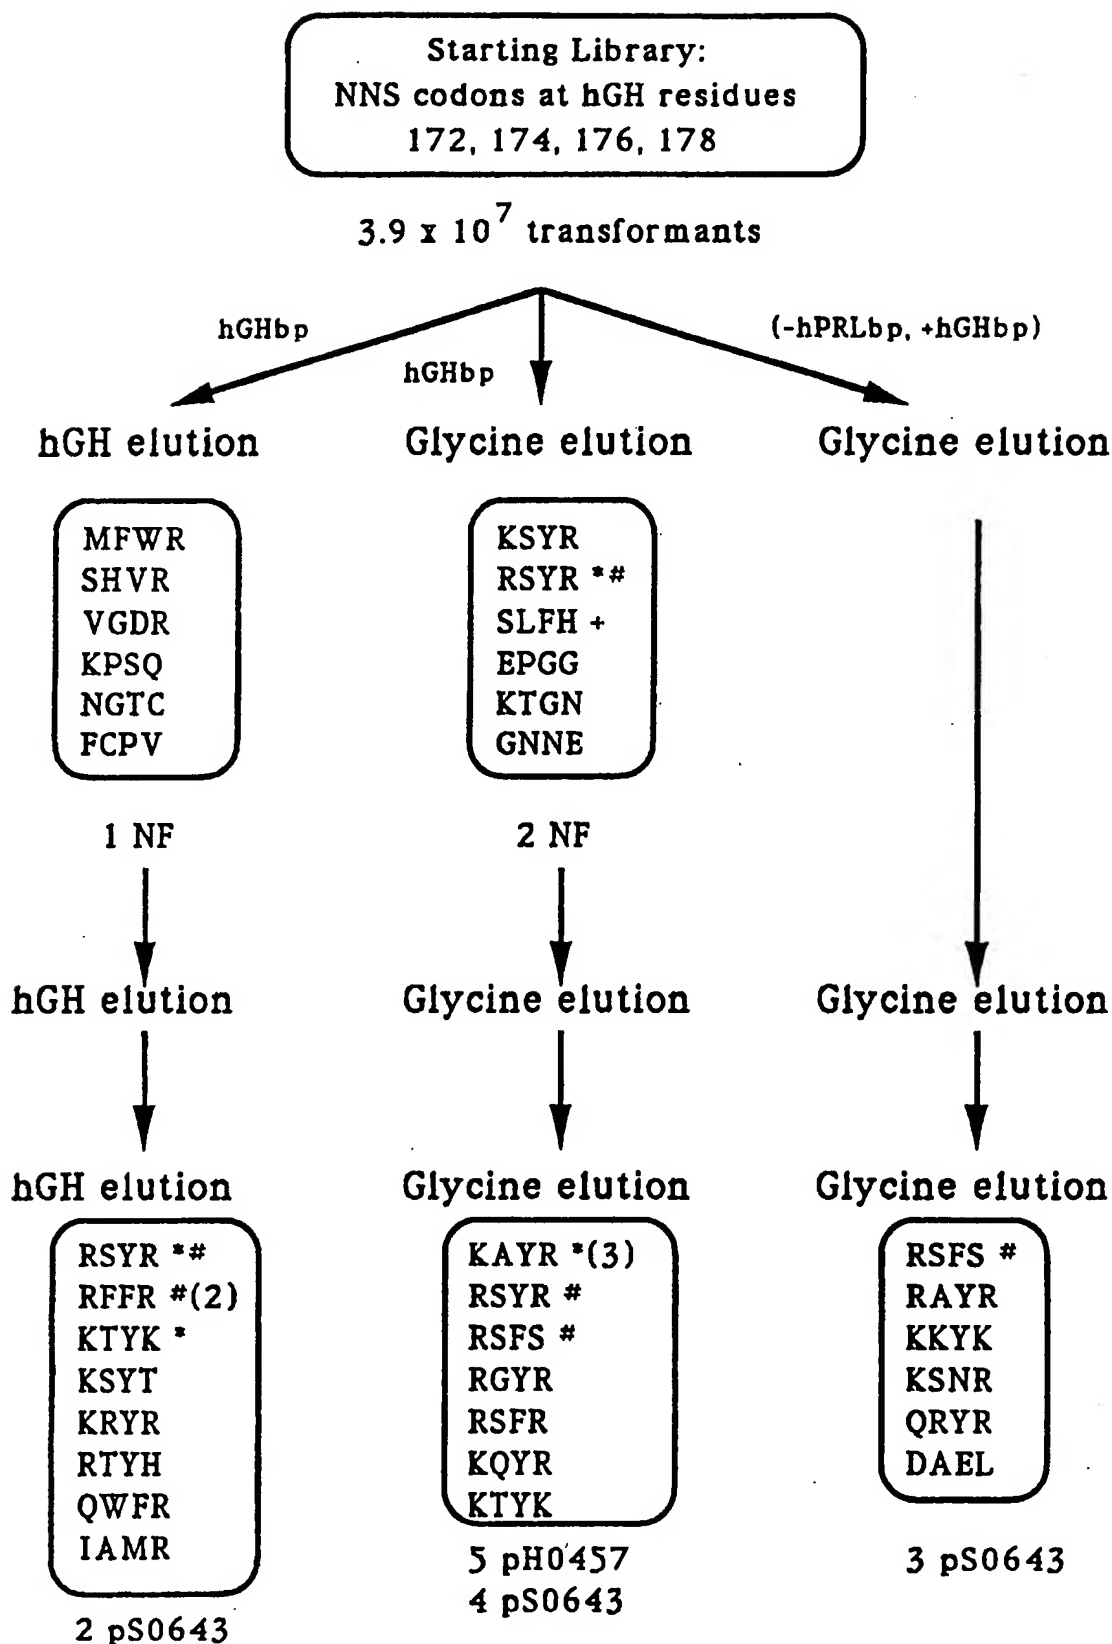 Starting Library:
NNS codons at hGH residues
172, 174, 176, 178
3.9 x 10^7 transformants
hGHbp
hGHbp
(-hPRLbp, +hGHbp)
hGH elution
Glycine elution
Glycine elution
MFWR
SHVR
VGDR
KPSQ
NGTC
FCPV
1 NF
KSYR
RSYR *#
SLFH +
EPGG
KTGN
GNNE
2 NF
hGH elution
Glycine elution
Glycine elution
hGH elution
Glycine elution
Glycine elution
RSYR *#
RFFR #(2)
KTYK *
KSYT
KRYR
RTYH
QWFR
IAMR
2 pS0643
KAYR *(3)
RSYR #
RSFS #
RGYR
RSFR
KQYR
KTYK
5 pH0457
4 pS0643
RSFS #
RAYR
KKYK
KSNR
QRYR
DAEL
3 pS0643